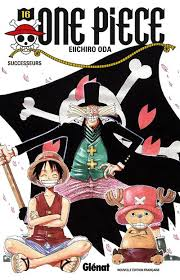 16
ONE PIECE
EIICHIRO ODA
SUCCESSEURS
Glénat
NOUVELLE ÉDITION FRANÇAISE